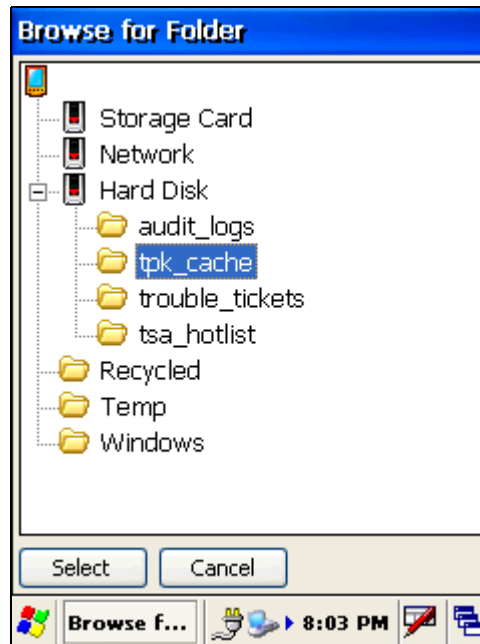 Browse for Folder
Storage Card
Network
Hard Disk
audit_logs
tpk_cache
trouble_tickets
tsa_hotlist
Recycled
Temp
Windows
Select
Cancel
Browse f...
8:03 PM